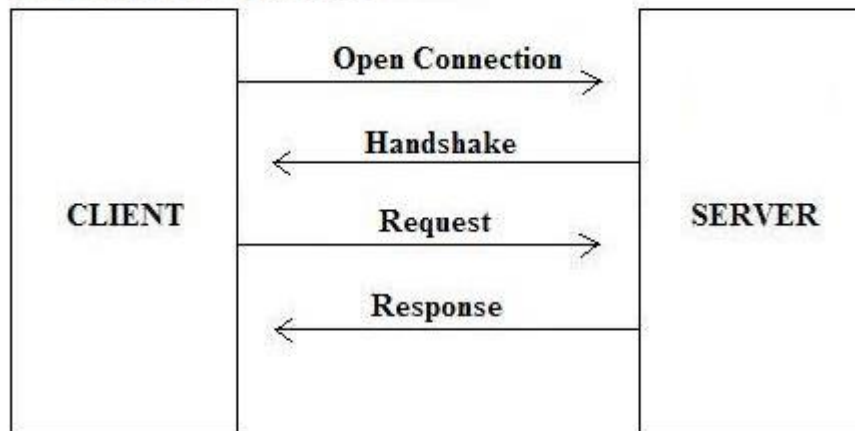 Open Connection
Handshake
CLIENT
Request
SERVER
Response